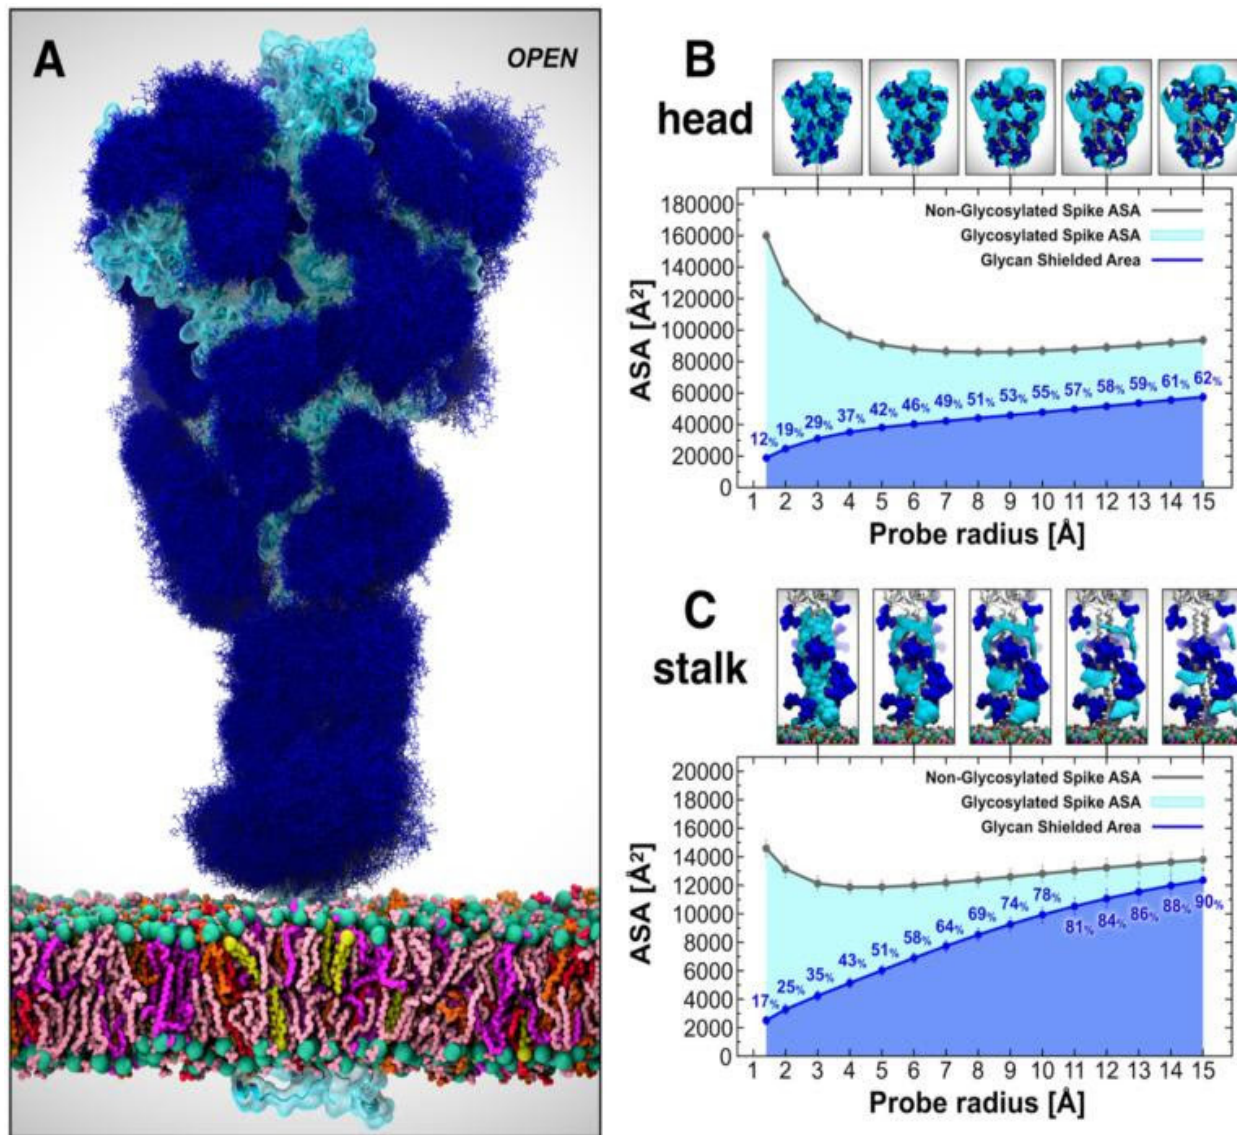 A
OPEN
B
head
Non-Glycosylated Spike ASA
Glycosylated Spike ASA
Glycan Shielded Area
ASA [Å²]
180000
160000
140000
120000
100000
80000
60000
40000
20000
0
12% 19% 29% 37% 42% 46% 49% 51% 53% 55% 57% 58% 59% 61% 62%
1 2 3 4 5 6 7 8 9 10 11 12 13 14 15
Probe radius [Å]
C
stalk
Non-Glycosylated Spike ASA
Glycosylated Spike ASA
Glycan Shielded Area
ASA [Å²]
20000
18000
16000
14000
12000
10000
8000
6000
4000
2000
0
17% 25% 35% 43% 51% 58% 64% 69% 74% 78% 81% 84% 86% 88% 90%
1 2 3 4 5 6 7 8 9 10 11 12 13 14 15
Probe radius [Å]